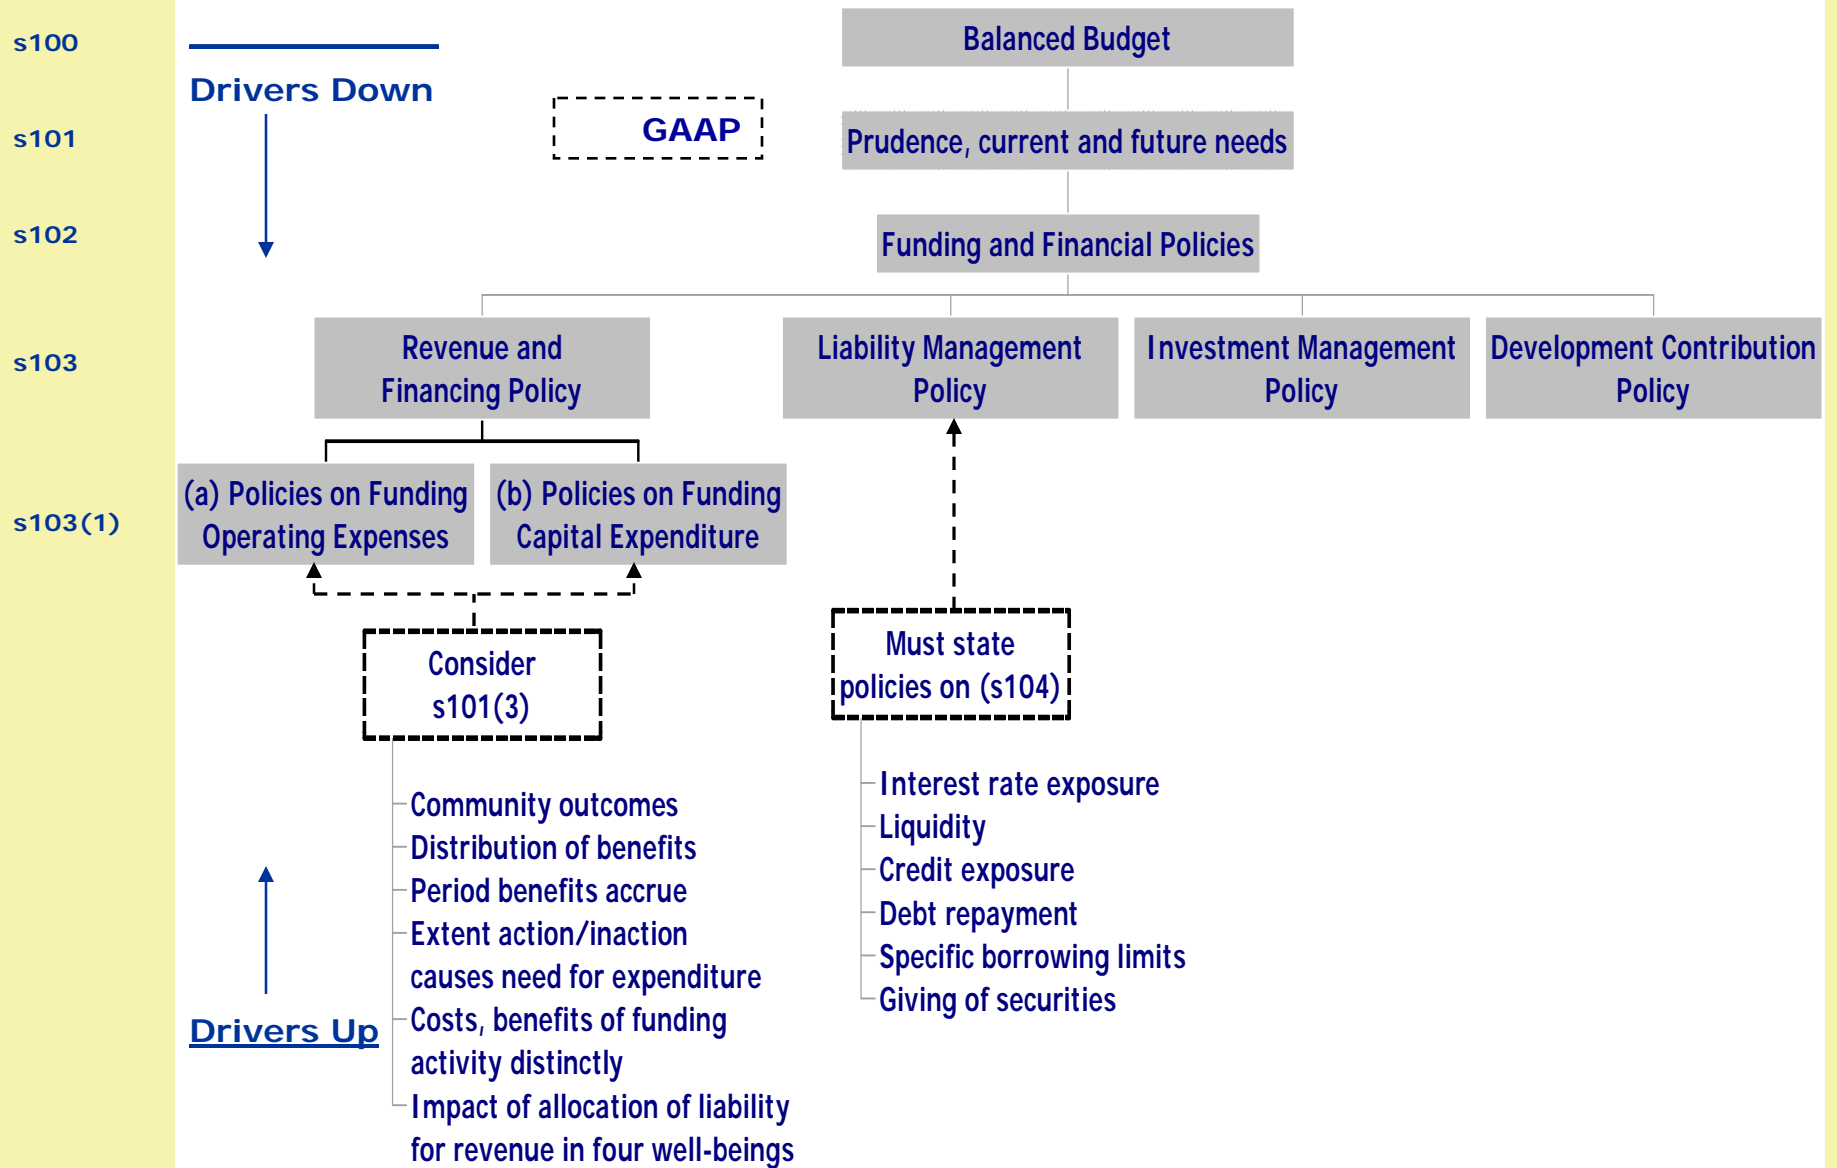 s100
Balanced Budget
Drivers Down
GAAP
s101
Prudence, current and future needs
s102
Funding and Financial Policies
s103
Revenue and
Financing Policy
Liability Management
Policy
Investment Management
Policy
Development Contribution
Policy
s103(1)
(a) Policies on Funding
Operating Expenses
(b) Policies on Funding
Capital Expenditure
Consider
s101(3)
Must state
policies on (s104)
Community outcomes
Distribution of benefits
Period benefits accrue
Extent action/inaction
causes need for expenditure
Costs, benefits of funding
activity distinctly
Impact of allocation of liability
for revenue in four well-beings
Interest rate exposure
Liquidity
Credit exposure
Debt repayment
Specific borrowing limits
Giving of securities
Drivers Up